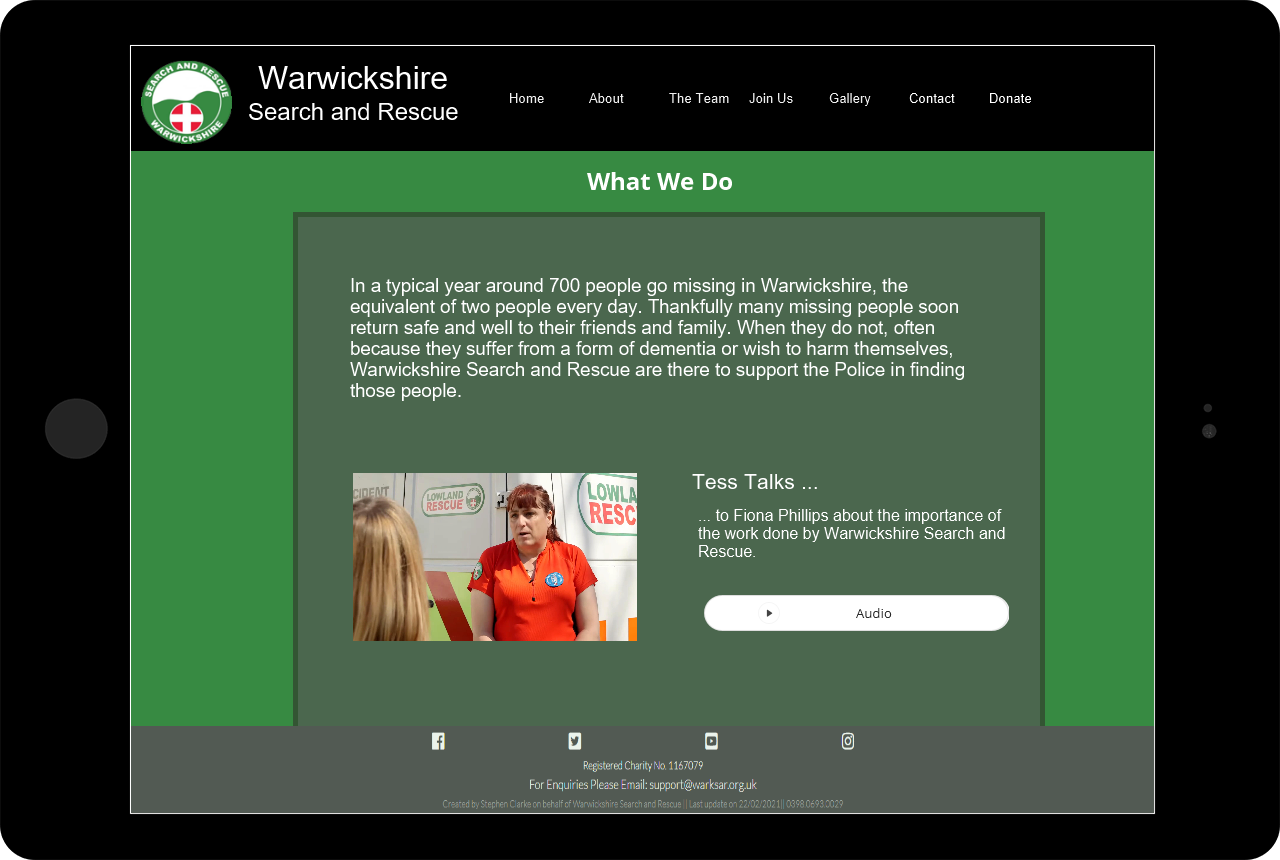 SEARCH AND RESCUE
WARWICKSHIRE
Warwickshire
Search and Rescue
Home About The Team Join Us Gallery Contact Donate
What We Do
In a typical year around 700 people go missing in Warwickshire, the
equivalent of two people every day. Thankfully many missing people soon
return safe and well to their friends and family. When they do not, often
because they suffer from a form of dementia or wish to harm themselves,
Warwickshire Search and Rescue are there to support the Police in finding
those people.
CIDENT
LOWLAND
RESCUE
LOWLA
RESC
Tess Talks ...
... to Fiona Phillips about the importance of
the work done by Warwickshire Search and
Rescue.
Audio
Registered Charity No. 1167079
For Enquiries Please Email: support@warksar.org.uk
Created by Stephen Clarke on behalf of Warwickshire Search and Rescue || Last update on 22/02/2021|| 0398.0693.0029